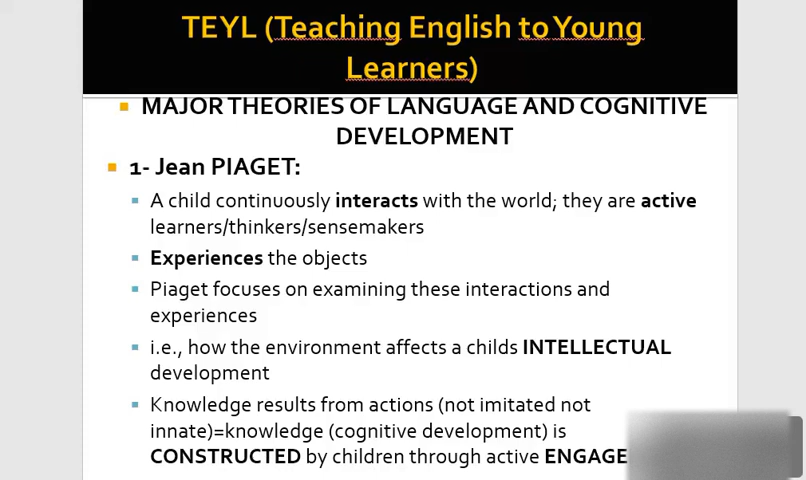 TEYL (Teaching English to Young
Learners)
MAJOR THEORIES OF LANGUAGE AND COGNITIVE
DEVELOPMENT
1- Jean PIAGET:
A child continuously interacts with the world; they are active
learners/thinkers/sensemakers
Experiences the objects
Piaget focuses on examining these interactions and
experiences
i.e., how the environment affects a childs INTELLECTUAL
development
Knowledge results from actions (not imitated not
innate)=knowledge (cognitive development) is
CONSTRUCTED by children through active